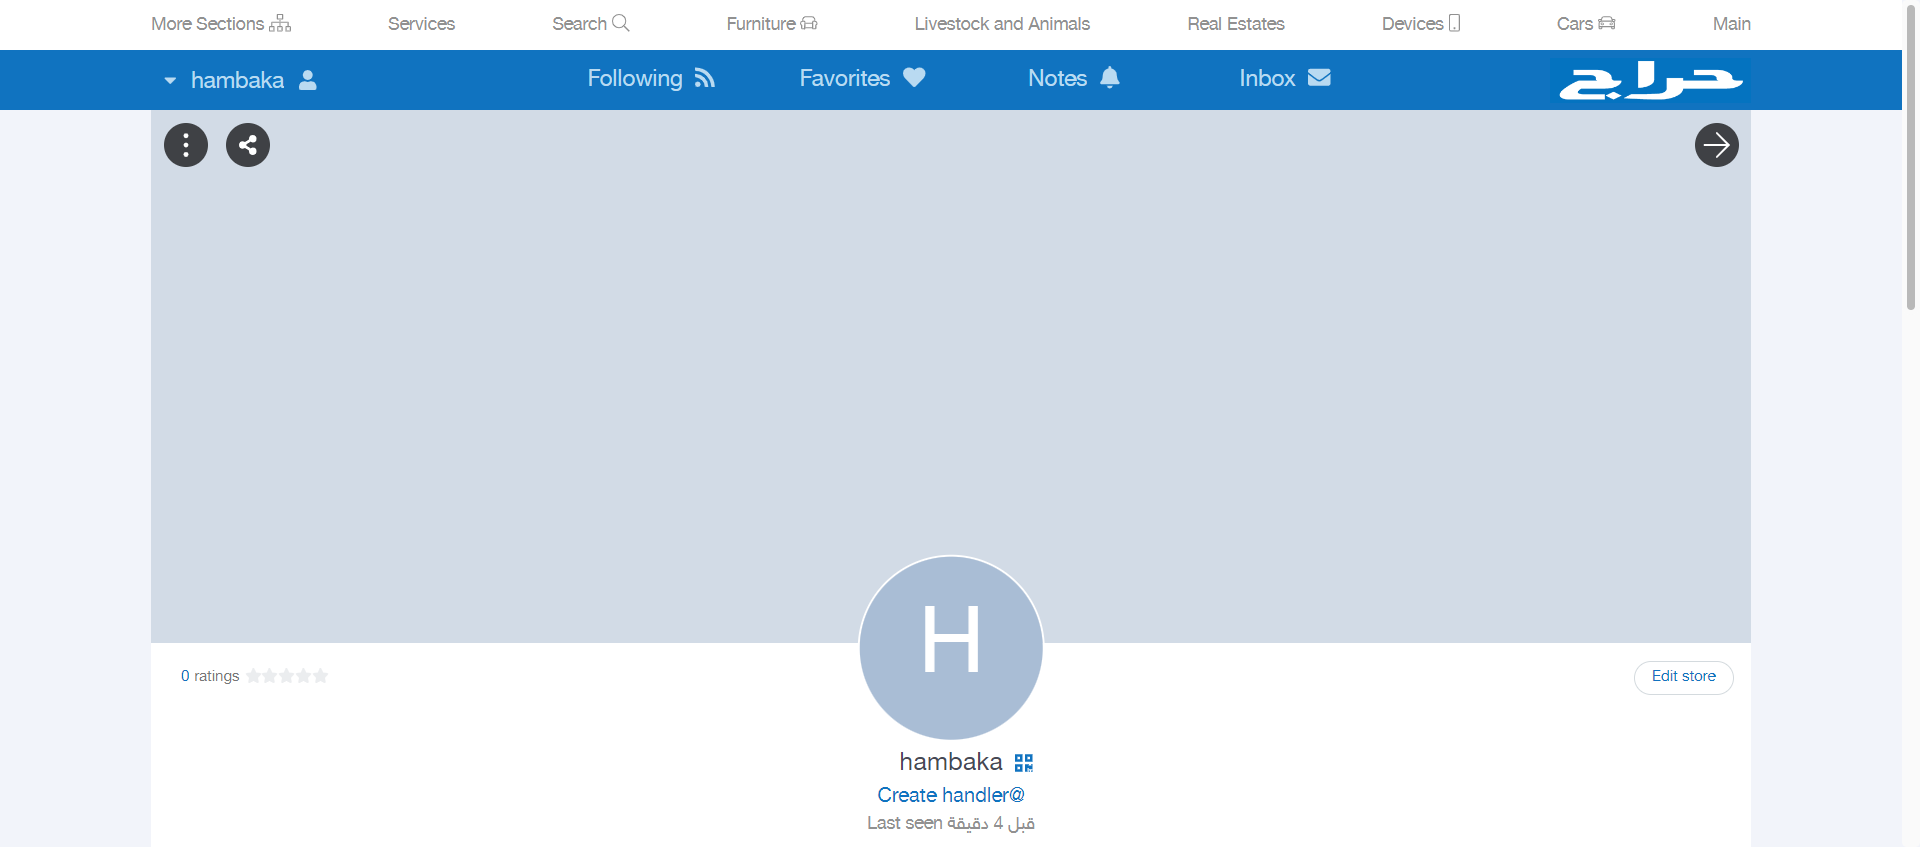 More Sections
Services
Search
Furniture
Livestock and Animals
Real Estates
Devices
Cars
Main
hambaka
Following
Favorites
Notes
Inbox
حراج
H
0 ratings
Edit store
hambaka
Create handler@
Last seen قبل 4 دقيقة